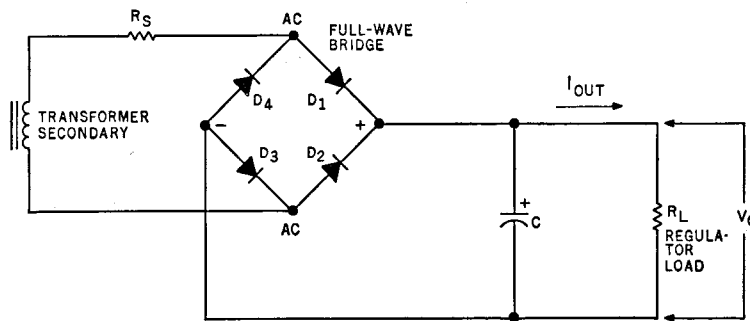 RS
AC
FULL-WAVE
BRIDGE
D4
D1
IOUT
TRANSFORMER
SECONDARY
-
+
D3
D2
+
C
RL
REGULA-
TOR
LOAD
AC